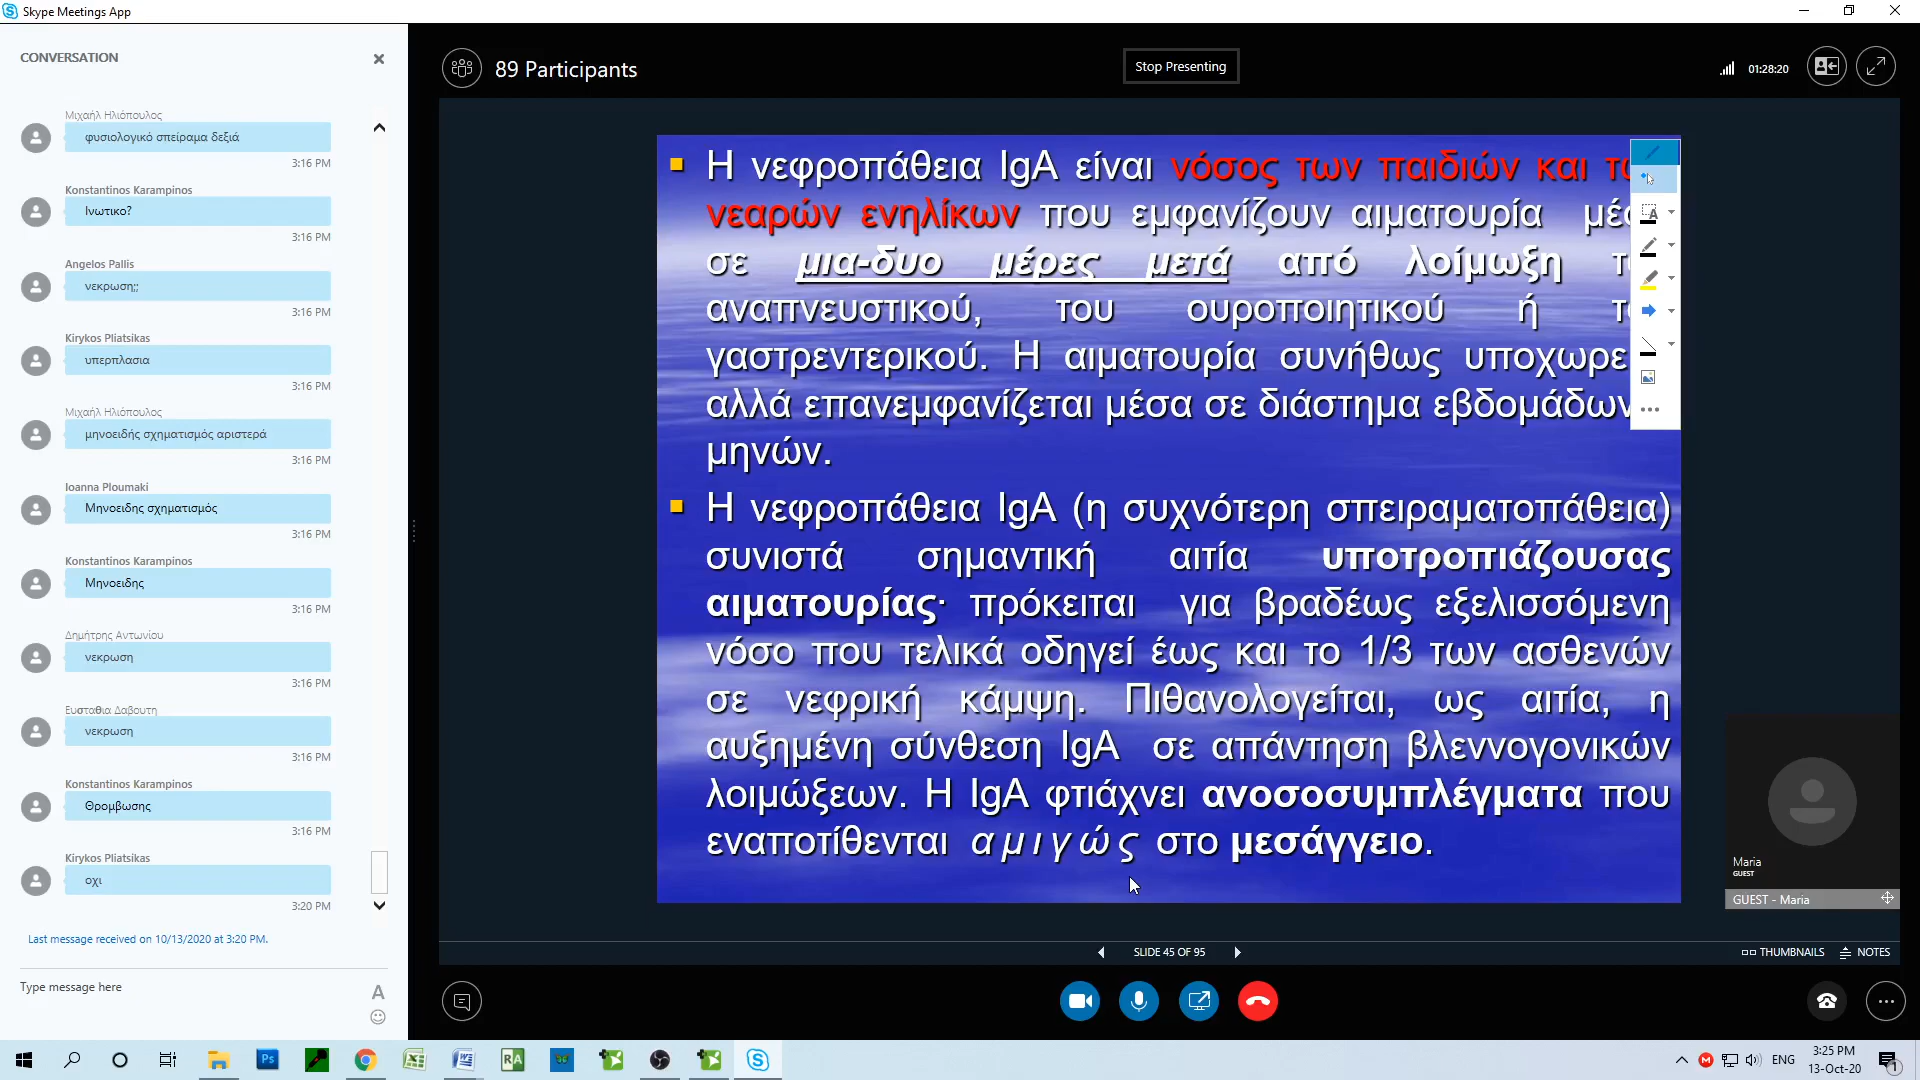 Skype Meetings App
CONVERSATION
Μιχαήλ Ηλιόπουλος
φυσιολογικό σπείραμα δεξιά
3:16 PM
Konstantinos Karampinos
Ινωτικο?
3:16 PM
Angelos Pallis
νεκρωση;;
3:16 PM
Kirykos Pliatsikas
υπερπλασια
3:16 PM
Μιχαήλ Ηλιόπουλος
μηνοειδής σχηματισμός αριστερά
3:16 PM
Ioanna Ploumaki
Μηνοειδης σχηματισμός
3:16 PM
Konstantinos Karampinos
Μηνοειδης
3:16 PM
Δημήτρης Αντωνίου
νεκρωση
3:16 PM
Ευσταθια Δαβουτη
νεκρωση
3:16 PM
Konstantinos Karampinos
Θρομβωσης
3:16 PM
Kirykos Pliatsikas
οχι
3:20 PM
Last message received on 10/13/2020 at 3:20 PM.
Type message here
89 Participants
Stop Presenting
01:28:20
Η νεφροπάθεια IgA είναι νόσος των παιδιών και
νεαρών ενηλίκων που εμφανίζουν αιματουρία
σε μια-δυο μέρες μετά από λοίμωξη
αναπνευστικού, του ουροποιητικού ή
γαστρεντερικού. Η αιματουρία συνήθως
αλλά επανεμφανίζεται μέσα σε διάστημα εβδομάδων
μηνών.
Η νεφροπάθεια IgA (η συχνότερη σπειραματοπάθεια)
συνιστά σημαντική αιτία υποτροπιάζουσας
αιματουρίας· πρόκειται για βραδέως εξελισσόμενη
νόσο που τελικά οδηγεί έως και το 1/3 των ασθενών
σε νεφρική κάμψη. Πιθανολογείται, ως αιτία, η
αυξημένη σύνθεση IgA σε απάντηση βλεννογονικών
λοιμώξεων. Η IgA φτιάχνει ανοσοσυμπλέγματα που
εναποτίθενται αμιγώς στο μεσάγγειο.
Maria
GUEST
GUEST - Maria
SLIDE 45 OF 95
THUMBNAILS
NOTES
ENG
3:25 PM
13-Oct-20